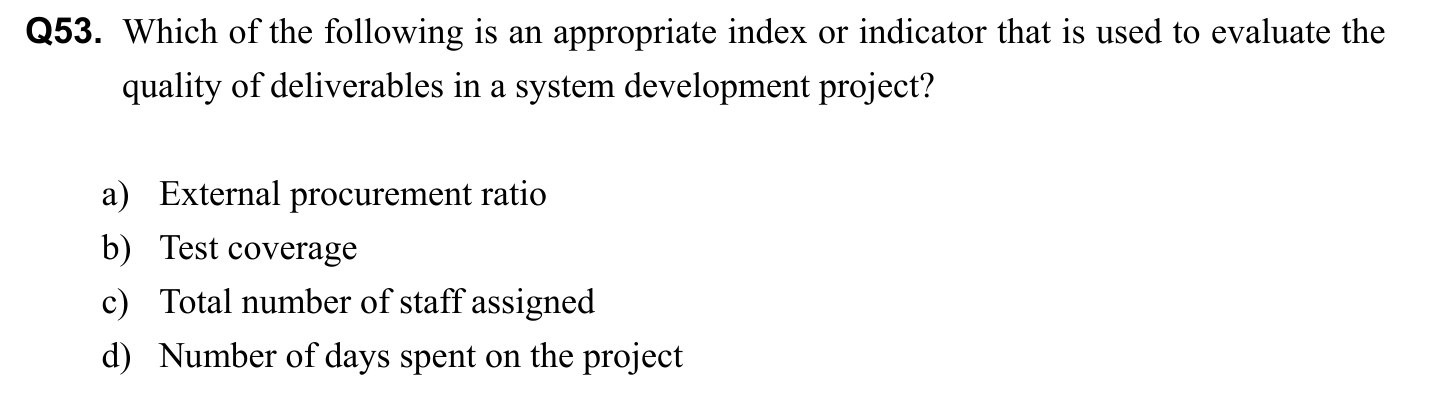 Q53. Which of the following is an appropriate index or indicator that is used to evaluate the
quality of deliverables in a system development project?
a) External procurement ratio
b) Test coverage
c) Total number of staff assigned
d) Number of days spent on the project